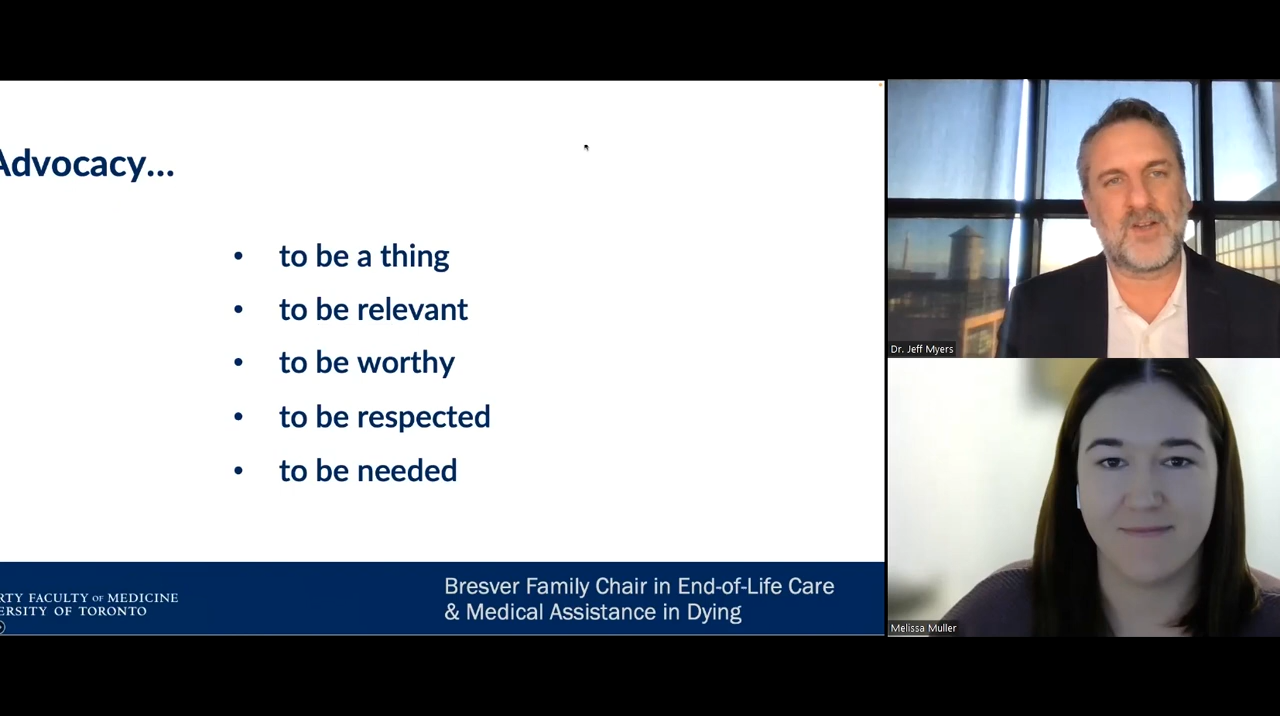 Advocacy...
• to be a thing
• to be relevant
• to be worthy
• to be respected
• to be needed
RTY FACULTY OF MEDICINE
ERSITY OF TORONTO
Bresver Family Chair in End-of-Life Care
& Medical Assistance in Dying
Dr. Jeff Myers
Melissa Muller